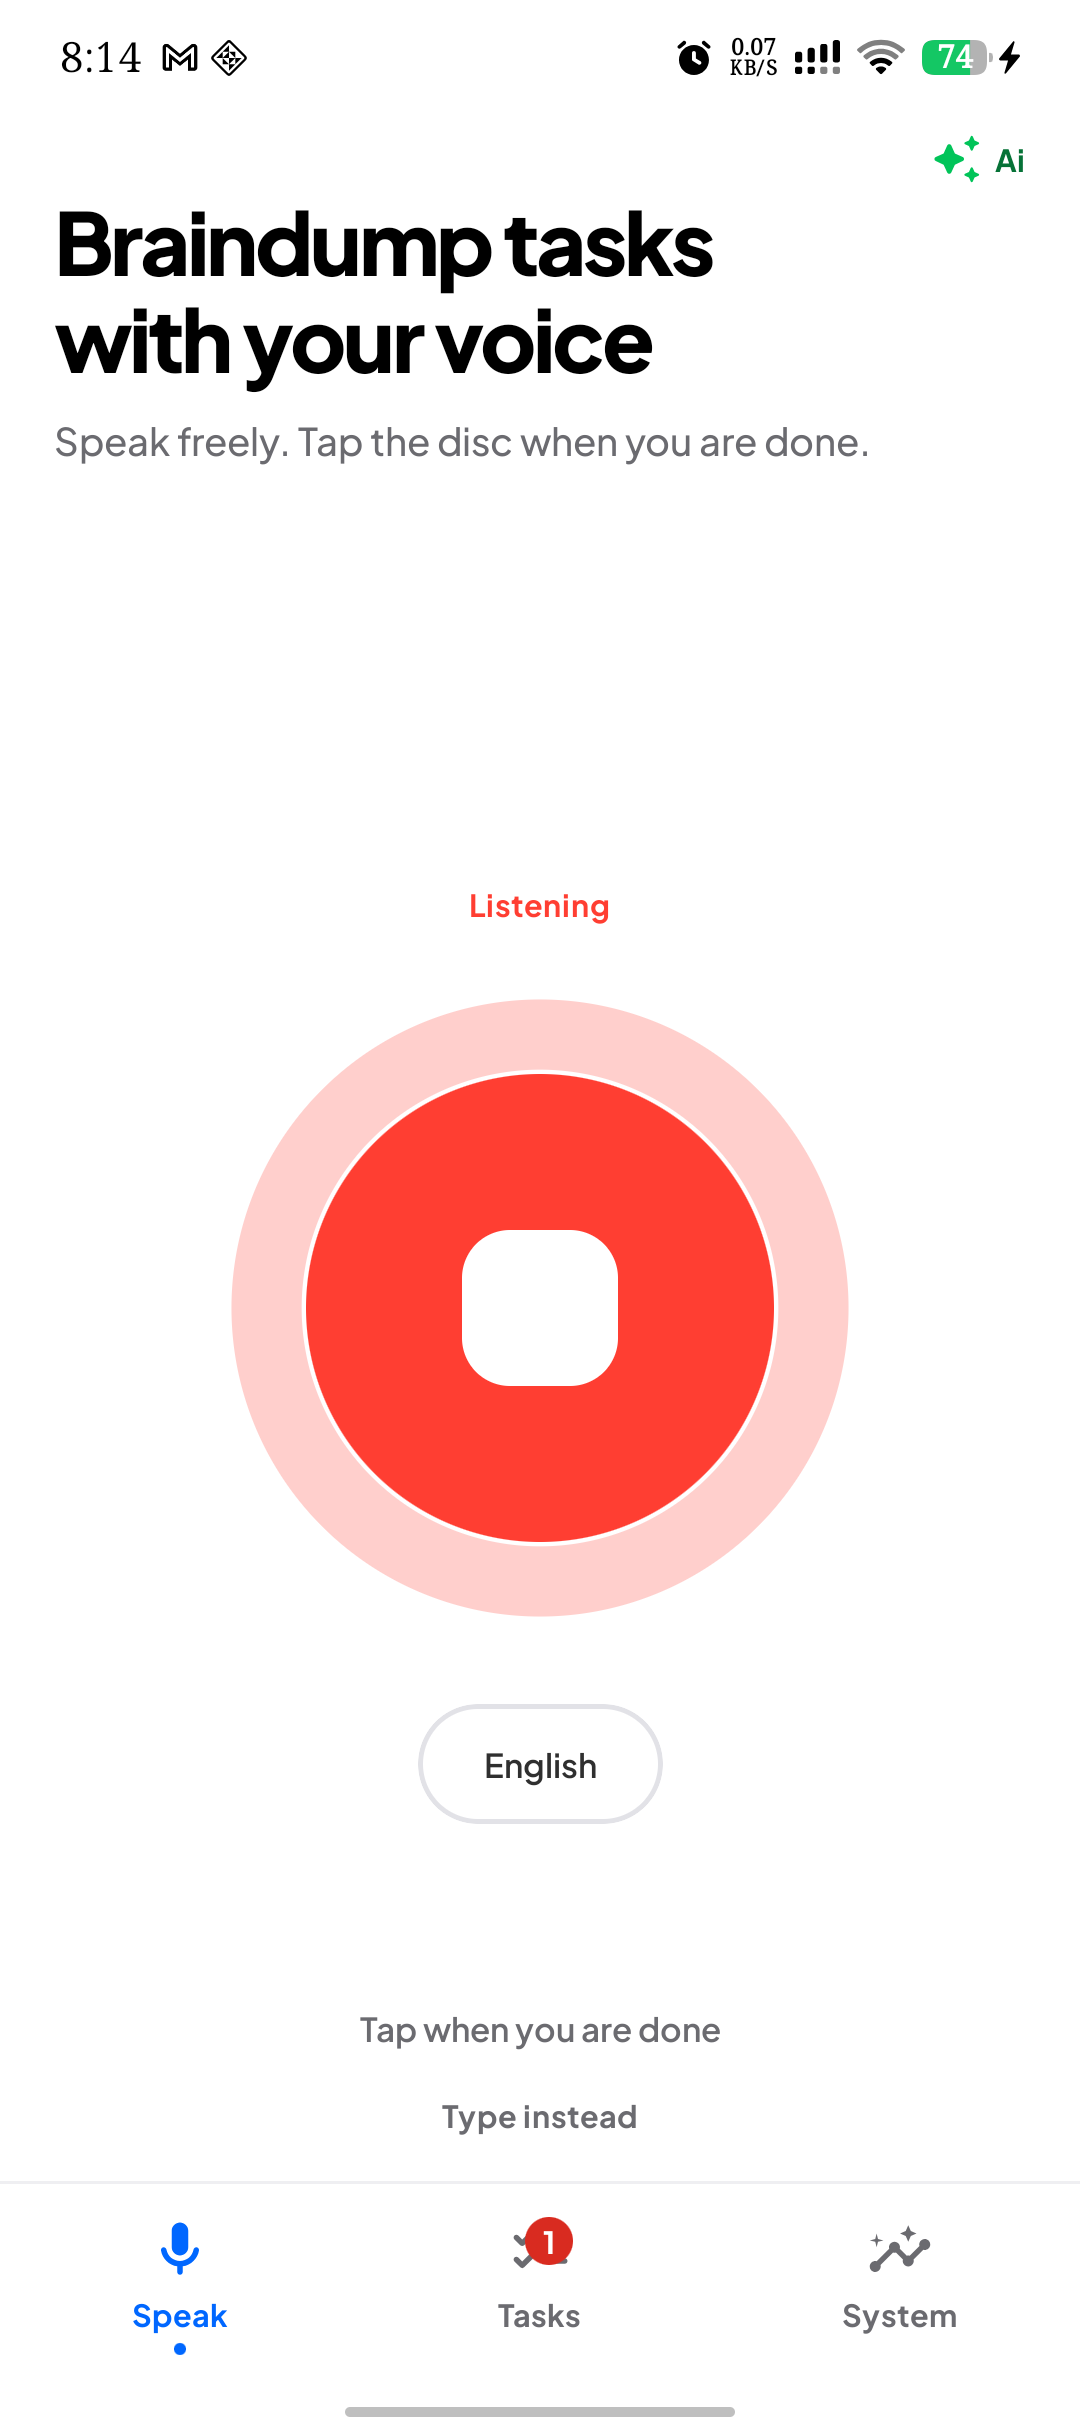 8:14
0.07
KB/S
74
Ai
Braindump tasks
with your voice
Speak freely. Tap the disc when you are done.
Listening
English
Tap when you are done
Type instead
1
Speak
Tasks
System